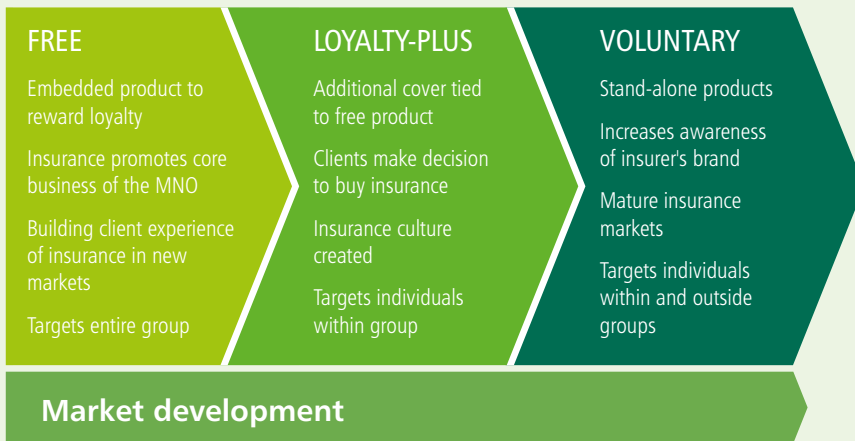 FREE
Embedded product to
reward loyalty
Insurance promotes core
business of the MNO
Building client experience
of insurance in new
markets
Targets entire group
LOYALTY-PLUS
Additional cover tied
to free product
Clients make decision
to buy insurance
Insurance culture
created
Targets individuals
within group
VOLUNTARY
Stand-alone products
Increases awareness
of insurer's brand
Mature insurance
markets
Targets individuals
within and outside
groups
Market development